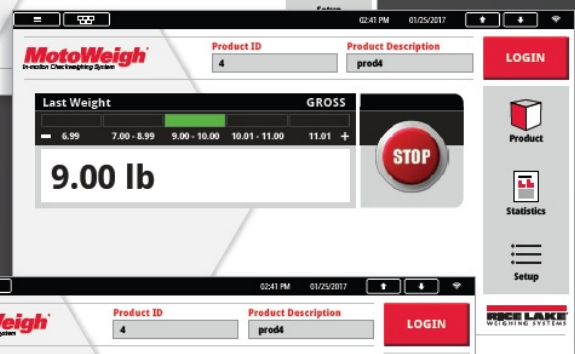 Setup
02:41 PM 01/25/2017
MotoWeigh
In-motion Checkweighing System
Product ID
4
Product Description
prod4
LOGIN
Last Weight GROSS
- 6.99 7.00 - 8.99 9.00 - 10.00 10.01 - 11.00 11.01 +
9.00 lb
STOP
Product
Statistics
Setup
RICE LAKE
WEIGHING SYSTEMS
02:41 PM 01/25/2017
Weigh
System
Product ID
4
Product Description
prod4
LOGIN